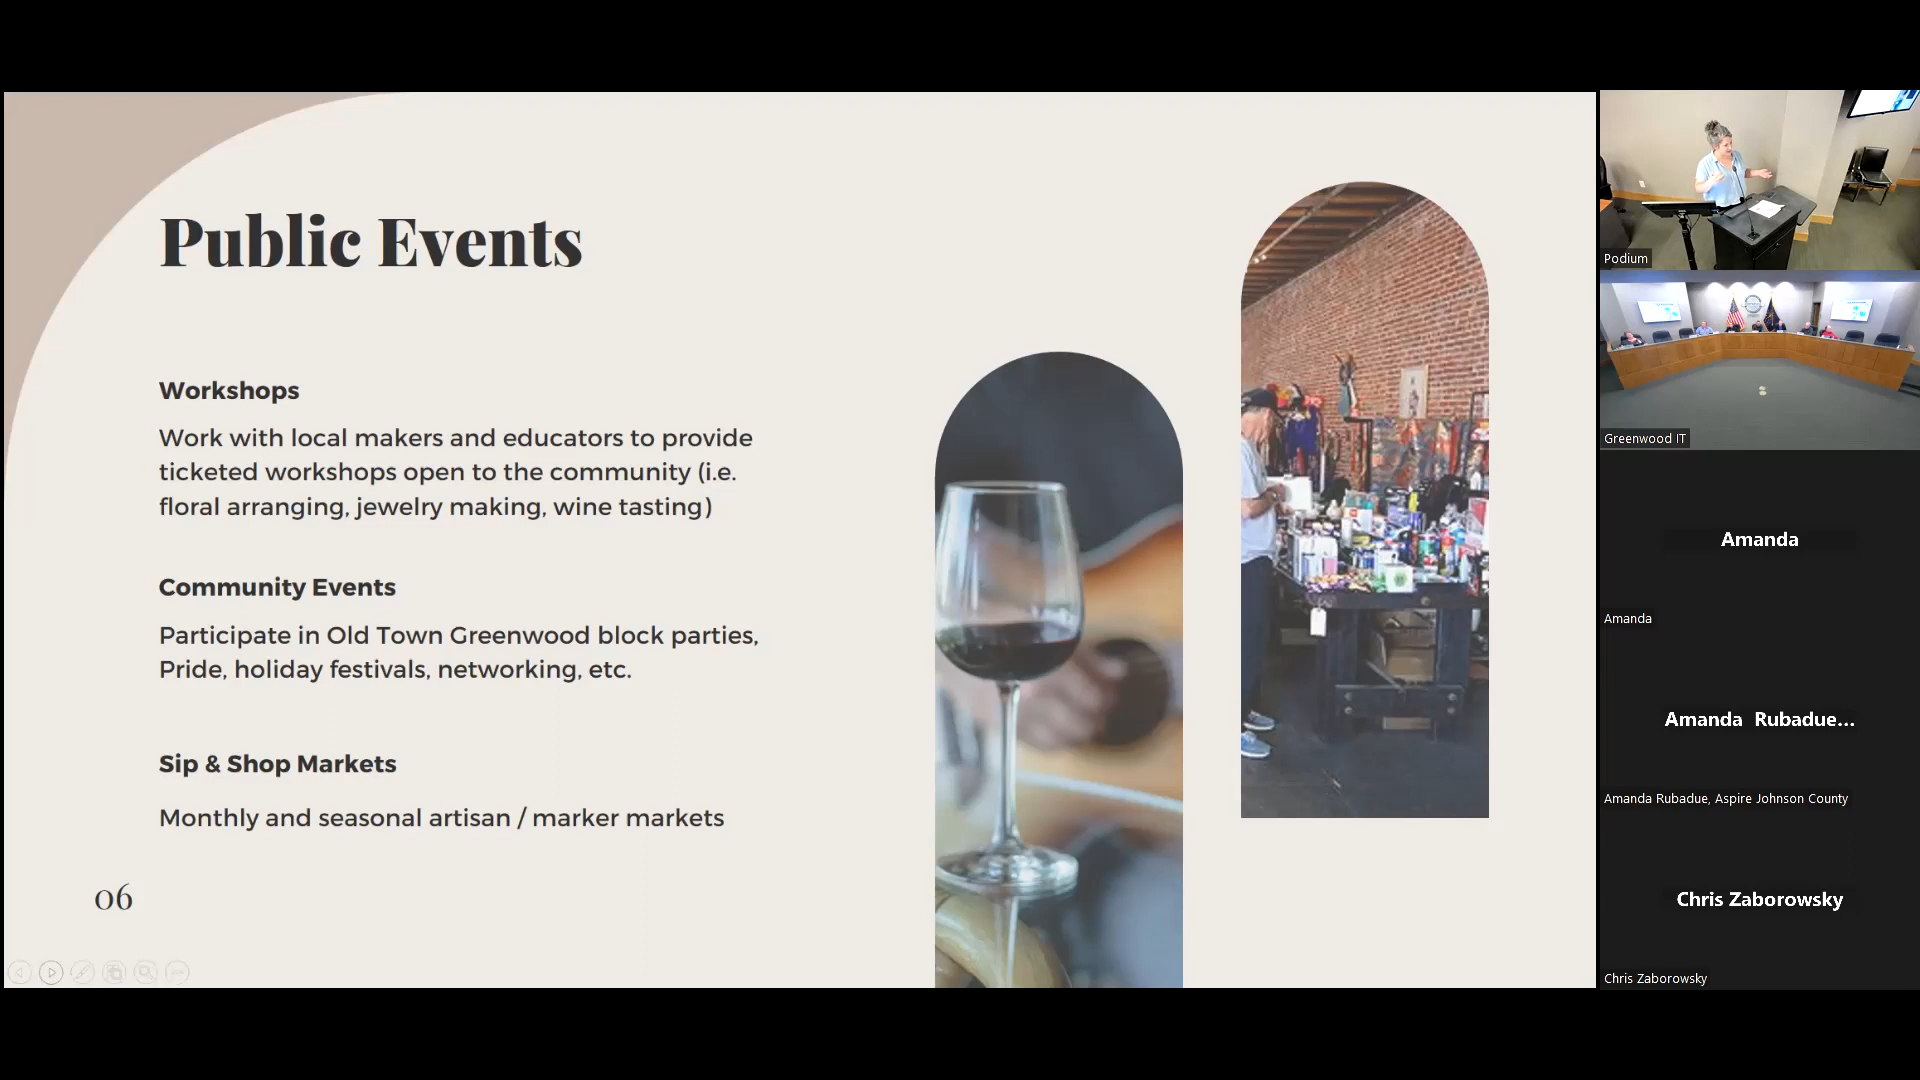 Public Events
Workshops
Work with local makers and educators to provide
ticketed workshops open to the community (i.e.
floral arranging, jewelry making, wine tasting)
Community Events
Participate in Old Town Greenwood block parties,
Pride, holiday festivals, networking, etc.
Sip & Shop Markets
Monthly and seasonal artisan / marker markets
06
Podium
Greenwood IT
Amanda
Amanda
Amanda Rubadue...
Amanda Rubadue, Aspire Johnson County
Chris Zaborowsky
Chris Zaborowsky